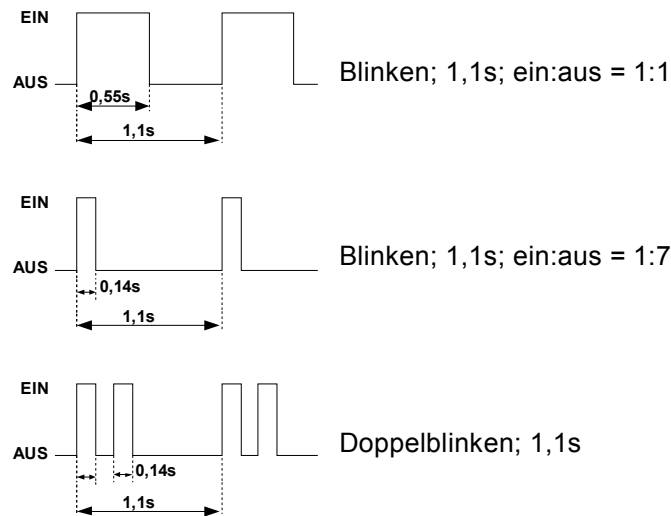 EIN
AUS
0,55s
1,1s
Blinken; 1,1s; ein:aus = 1:1
EIN
AUS
0,14s
1,1s
Blinken; 1,1s; ein:aus = 1:7
EIN
AUS
0,14s
1,1s
Doppelblinken; 1,1s